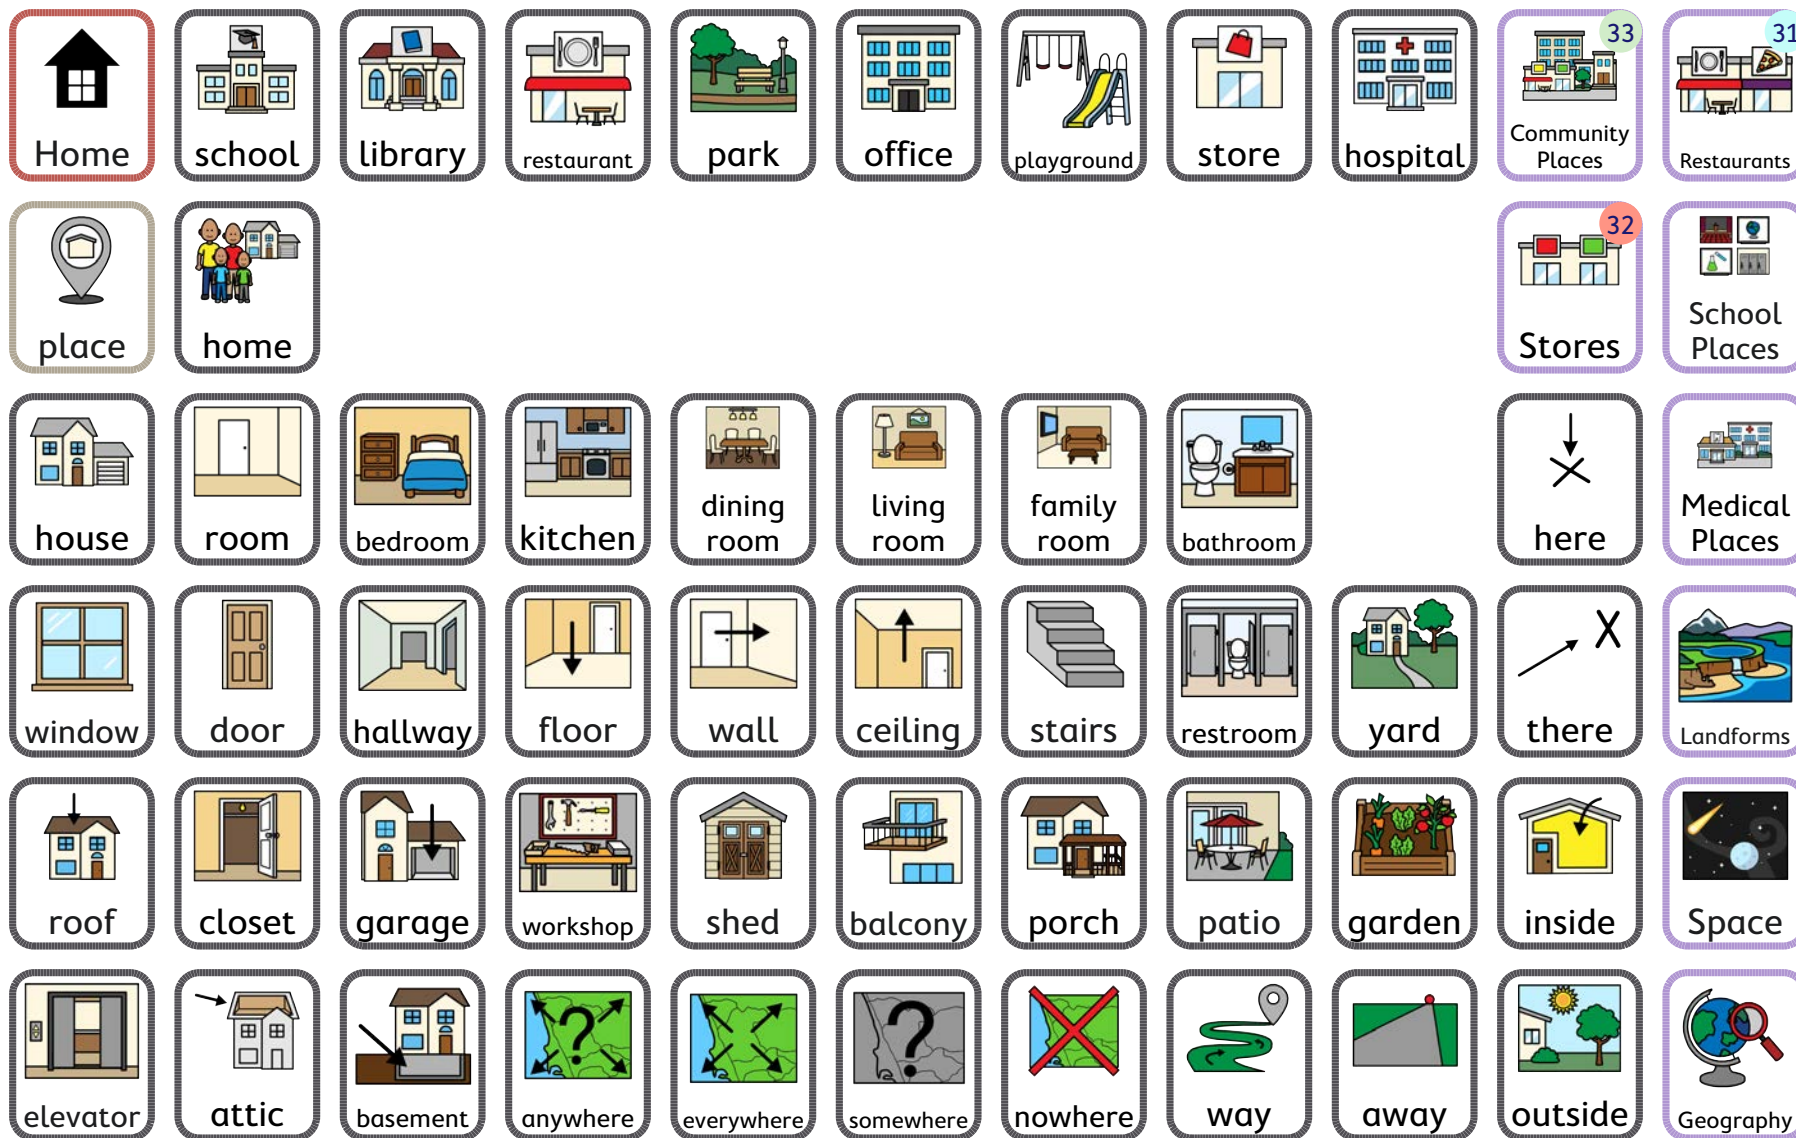 Home
school
library
restaurant
park
office
playground
store
hospital
33
Community
Places
31
Restaurants
place
home
32
Stores
School
Places
house
room
bedroom
kitchen
dining
room
living
room
family
room
bathroom
here
Medical
Places
window
door
hallway
floor
wall
ceiling
stairs
restroom
yard
there
Landforms
roof
closet
garage
workshop
shed
balcony
porch
patio
garden
inside
Space
elevator
attic
basement
anywhere
everywhere
somewhere
nowhere
way
away
outside
Geography